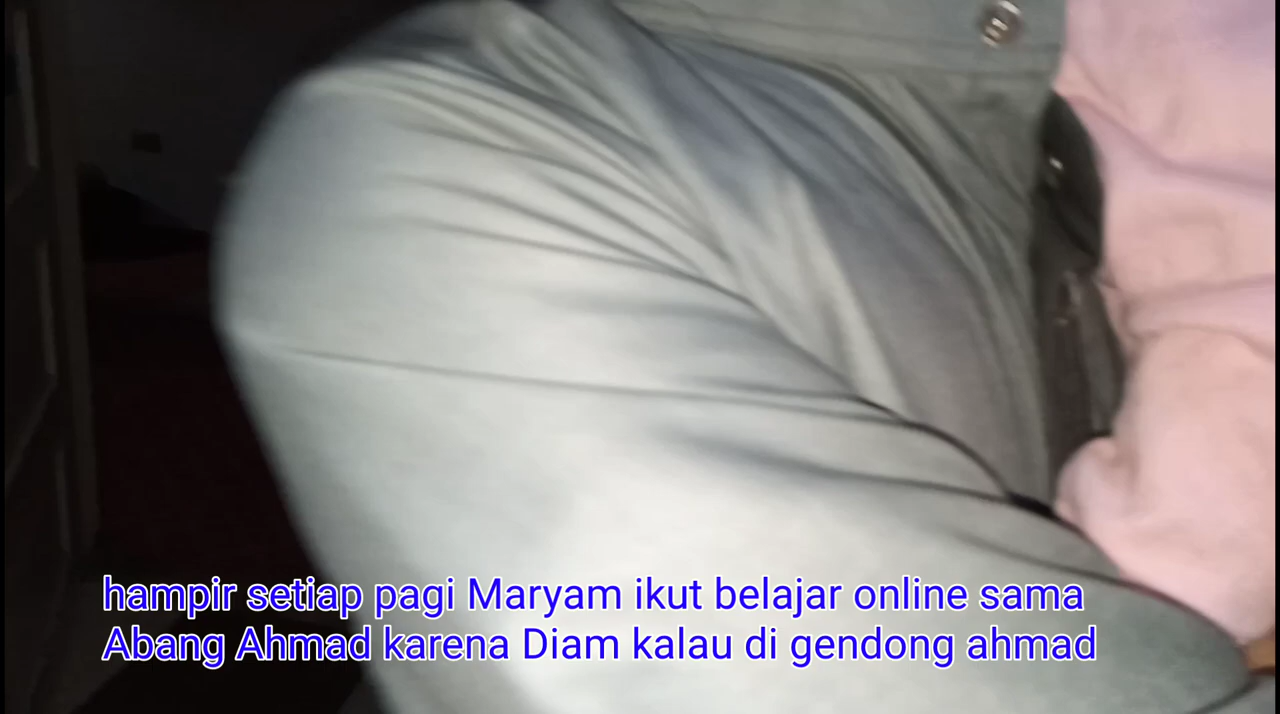 hampir setiap pagi Maryam ikut belajar online sama
Abang Ahmad karena Diam kalau di gendong ahmad